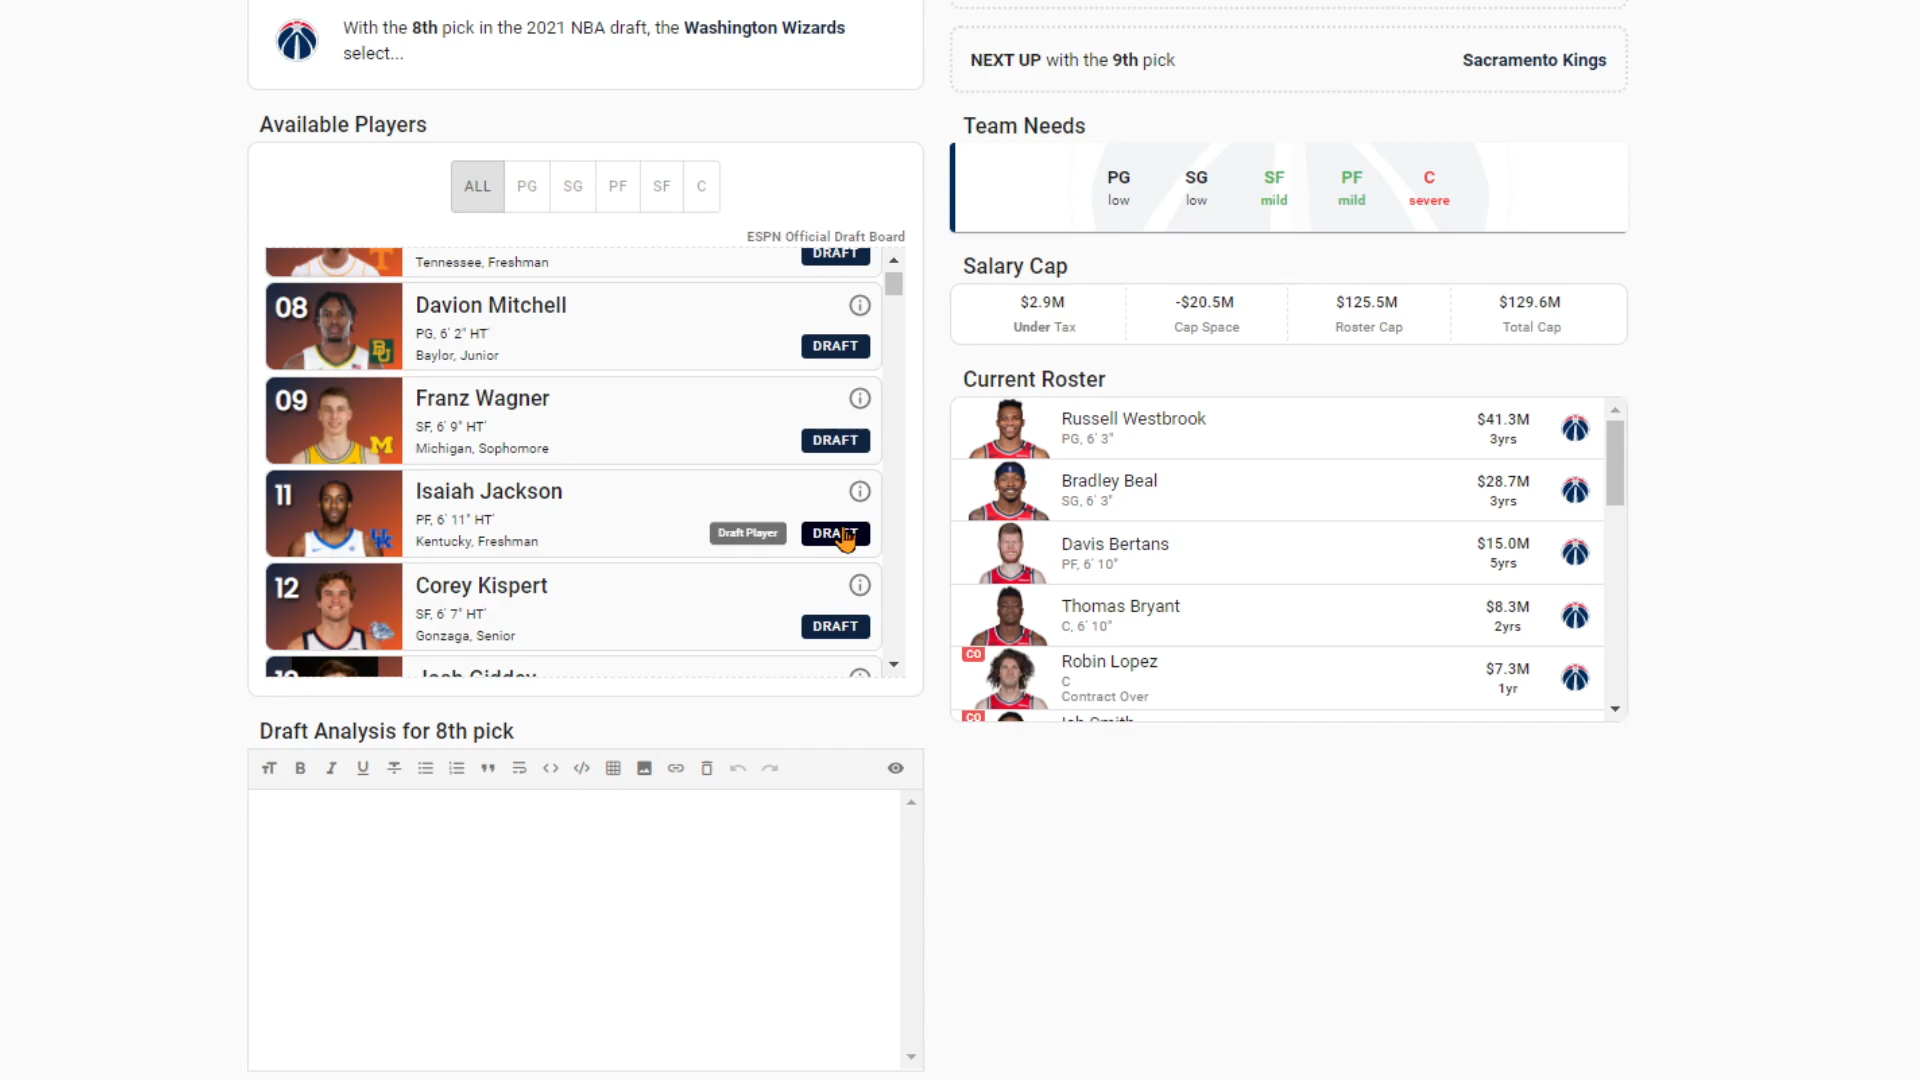 With the 8th pick in the 2021 NBA draft, the Washington Wizards
select...
NEXT UP with the 9th pick
Sacramento Kings
Available Players
ALL PG SG PF SF C
ESPN Official Draft Board
Tennessee, Freshman
DRAFT
08
Davion Mitchell
PG, 6' 2" HT'
Baylor, Junior
DRAFT
09
Franz Wagner
SF, 6' 9" HT'
Michigan, Sophomore
DRAFT
11
Isaiah Jackson
PF, 6' 11" HT'
Kentucky, Freshman
Draft Player
DRAFT
12
Corey Kispert
SF, 6' 7" HT'
Gonzaga, Senior
DRAFT
Josh Giddey
Team Needs
PG SG SF PF C
low low mild mild severe
Salary Cap
$2.9M -$20.5M $125.5M $129.6M
Under Tax Cap Space Roster Cap Total Cap
Current Roster
Russell Westbrook
PG, 6' 3"
$41.3M
3yrs
Bradley Beal
SG, 6' 3"
$28.7M
3yrs
Davis Bertans
PF, 6' 10"
$15.0M
5yrs
Thomas Bryant
C, 6' 10"
$8.3M
2yrs
CO
Robin Lopez
C
Contract Over
$7.3M
1yr
CO
Ish Smith
Draft Analysis for 8th pick